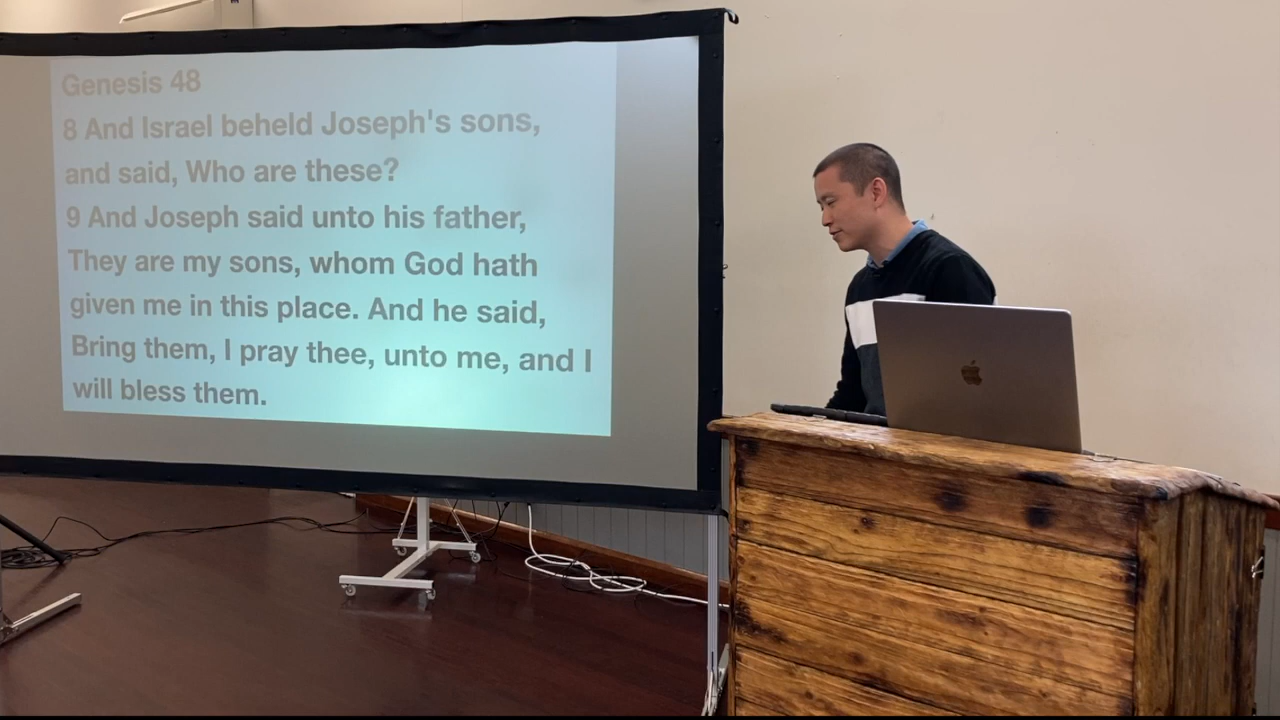 Genesis 48
8 And Israel beheld Joseph's sons,
and said, Who are these?
9 And Joseph said unto his father,
They are my sons, whom God hath
given me in this place. And he said,
Bring them, I pray thee, unto me, and I
will bless them.